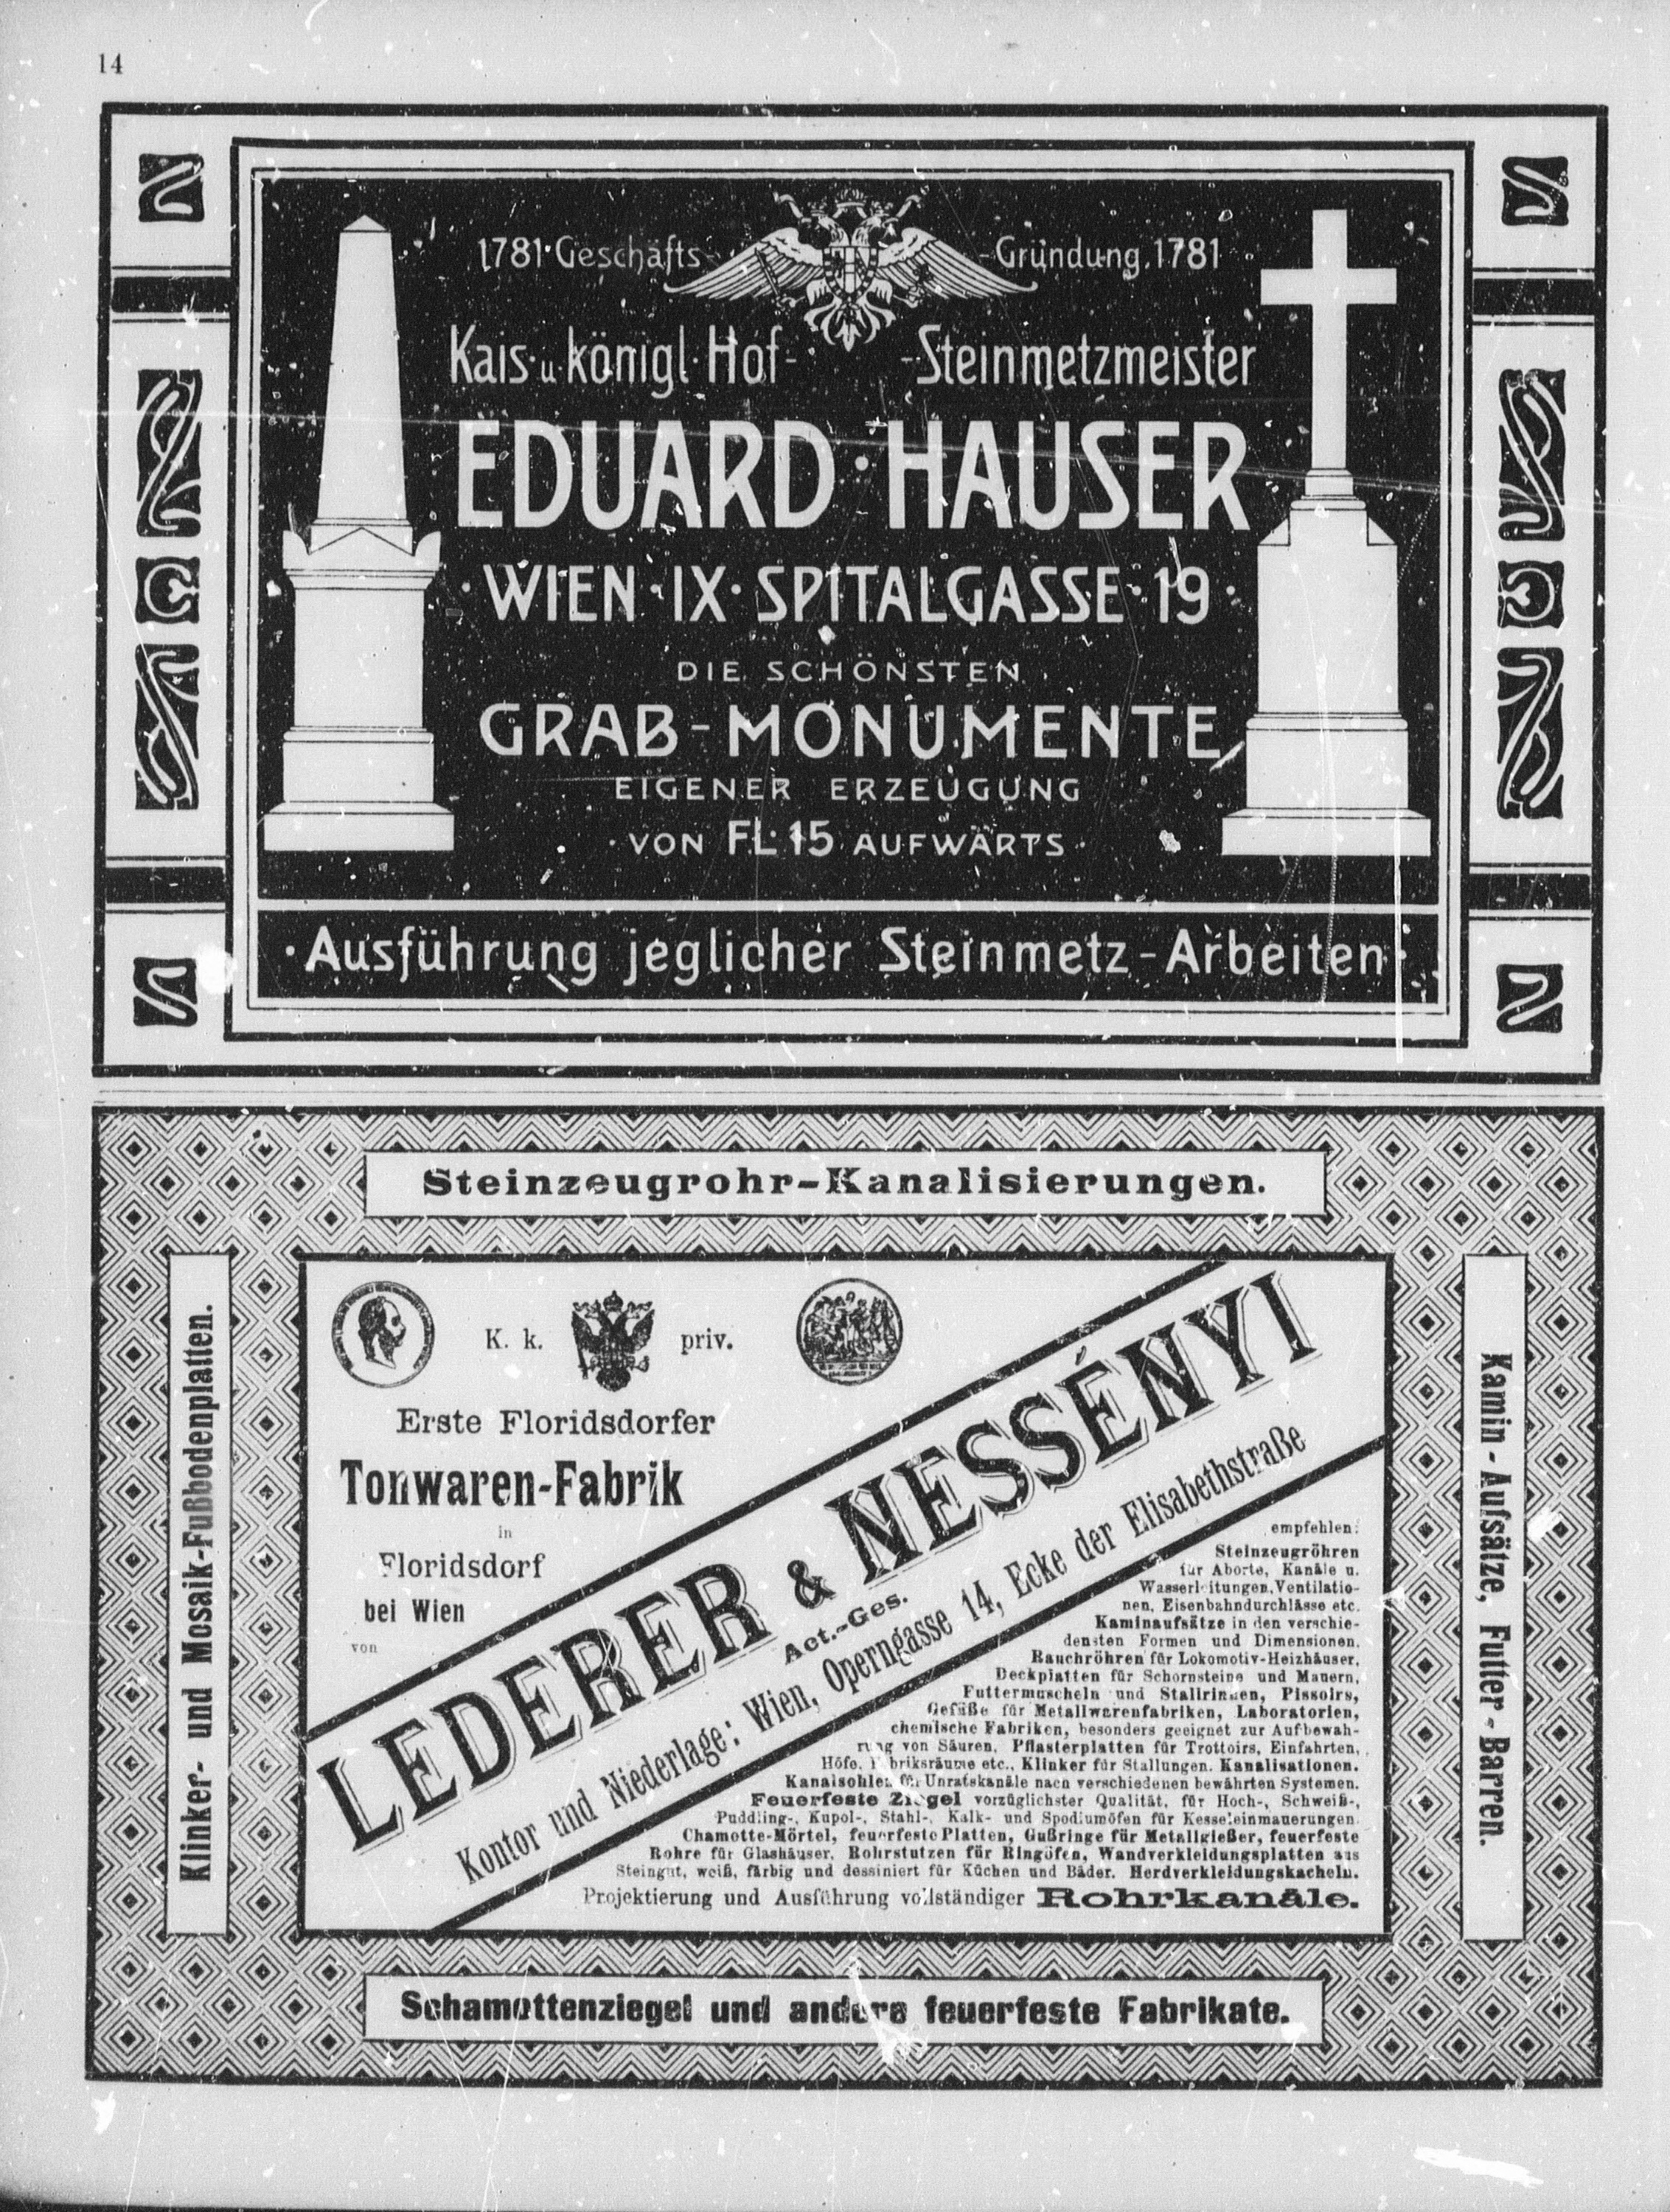 14
1781·Geschäfts- -Gründung·1781
Kais·u·königl·Hof- -Steinmetzmeister
EDUARD·HAUSER
·WIEN·IX·SPITALGASSE·19·
DIE SCHÖNSTEN
GRAB-MONUMENTE,
EIGENER ERZEUGUNG
·VON FL·15 AUFWÄRTS·
·Ausführung jeglicher Steinmetz-Arbeiten·
Steinzeugrohr-Kanalisierungen.
Klinker- und Mosaik-Fußbodenplatten.
K. k. priv.
Erste Floridsdorfer
Tonwaren-Fabrik
in
Floridsdorf
bei Wien
von
LEDERER & NESSÉNYI
Act.-Ges.
Kontor und Niederlage: Wien, Operngasse 14, Ecke der Elisabethstraße
empfehlen:
Steinzeugröhren
für Aborte, Kanäle u.
Wasserleitungen, Ventilatio-
nen, Eisenbahndurchlässe etc.
Kaminaufsätze in den verschie-
densten Formen und Dimensionen.
Rauchröhren für Lokomotiv-Heizhäuser,
Deckplatten für Schornsteine und Mauern,
Futtermuscheln und Stallrinnen, Pissoirs,
Gefäße für Metallwarenfabriken, Laboratorien,
chemische Fabriken, besonders geeignet zur Aufbewah-
rung von Säuren, Pflasterplatten für Trottoirs, Einfahrten,
Höfe, Fabriksräume etc., Klinker für Stallungen. Kanalisationen.
Kanalsohlen für Unratskanäle nach verschiedenen bewährten Systemen.
Feuerfeste Ziegel vorzüglichster Qualität, für Hoch-, Schweiß-,
Puddling-, Kupol-, Stahl-, Kalk- und Spodiumöfen für Kesseleinmauerungen.
Chamotte-Mörtel, feuerfeste Platten, Gußringe für Metallgießer, feuerfeste
Rohre für Glashäuser, Rohrstutzen für Ringöfen, Wandverkleidungsplatten aus
Steingut, weiß, färbig und dessiniert für Küchen und Bäder. Herdverkleidungskacheln.
Projektierung und Ausführung vollständiger Rohrkanäle.
Kamin-Aufsätze, Futter-Barren.
Schamottenziegel und andere feuerfeste Fabrikate.